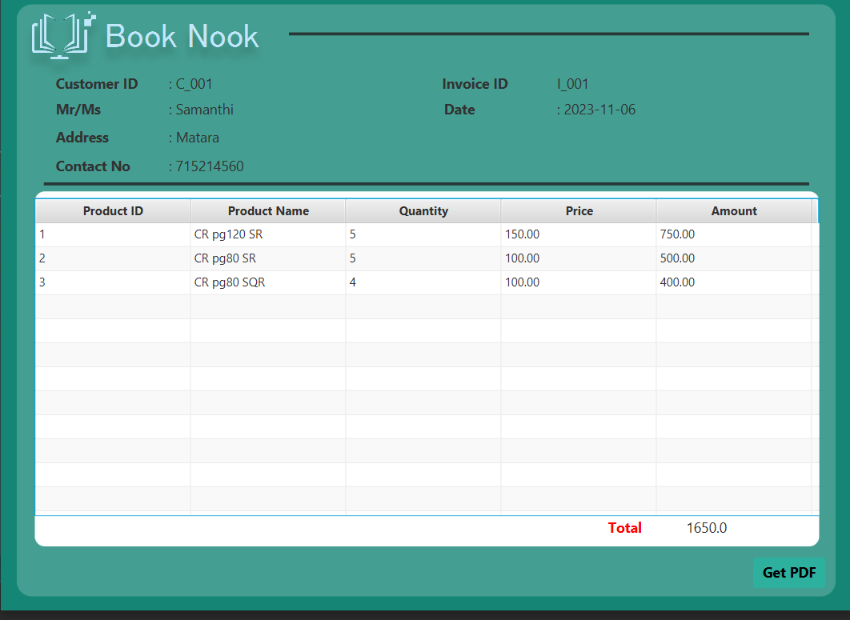 Book Nook
Customer ID : C_001 Invoice ID I_001
Mr/Ms : Samanthi Date : 2023-11-06
Address : Matara
Contact No : 715214560
Product ID Product Name Quantity Price Amount
1 CR pg120 SR 5 150.00 750.00
2 CR pg80 SR 5 100.00 500.00
3 CR pg80 SQR 4 100.00 400.00
Total 1650.0
Get PDF